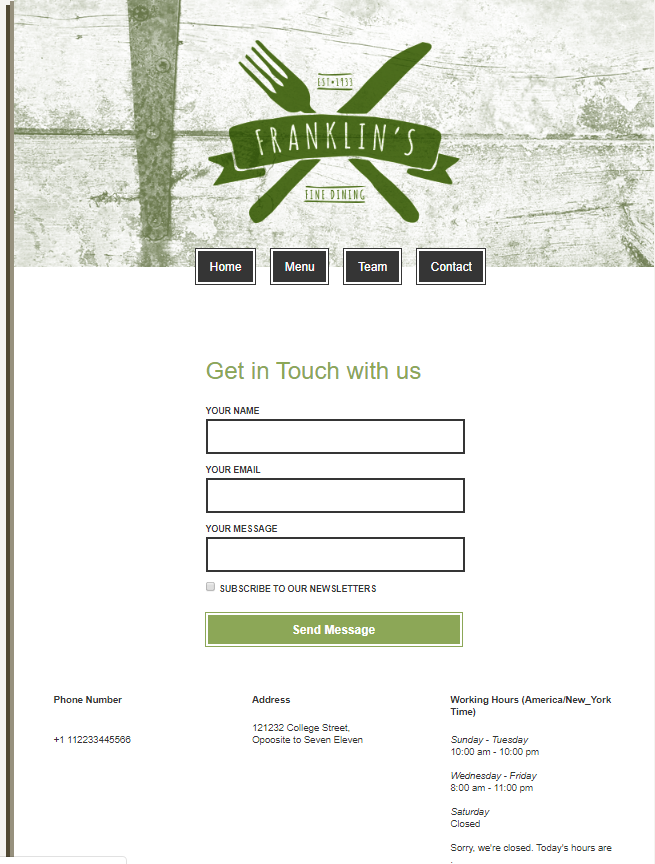 EST•1933
FRANKLIN'S
FINE DINING
Home
Menu
Team
Contact
Get in Touch with us
YOUR NAME
YOUR EMAIL
YOUR MESSAGE
SUBSCRIBE TO OUR NEWSLETTERS
Send Message
Phone Number
+1 112233445566
Address
121232 College Street,
Oposite to Seven Eleven
Working Hours (America/New_York
Time)
Sunday - Tuesday
10:00 am - 10:00 pm
Wednesday - Friday
8:00 am - 11:00 pm
Saturday
Closed
Sorry, we're closed. Today's hours are